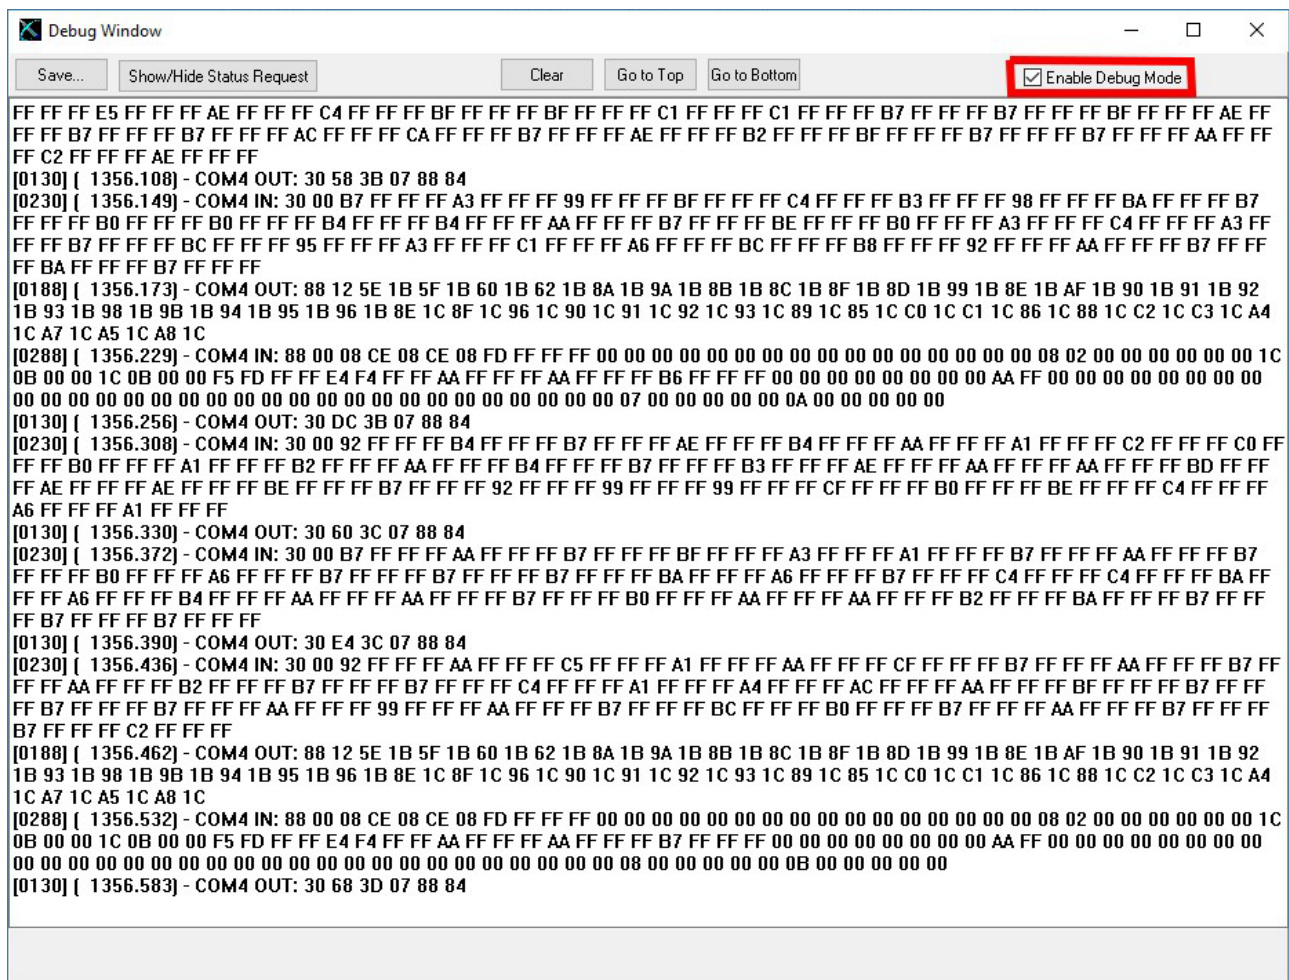 Debug Window
Save... Show/Hide Status Request Clear Go to Top Go to Bottom Enable Debug Mode
FF FF FF E5 FF FF FF AE FF FF FF C4 FF FF FF BF FF FF FF BF FF FF FF C1 FF FF FF C1 FF FF FF B7 FF FF FF B7 FF FF FF BF FF FF FF AE FF
FF FF B7 FF FF FF B7 FF FF FF AC FF FF FF CA FF FF FF B7 FF FF FF AE FF FF FF B2 FF FF FF BF FF FF FF B7 FF FF FF B7 FF FF FF AA FF FF
FF C2 FF FF FF AE FF FF FF
[0130] [ 1356.108] - COM4 OUT: 30 58 3B 07 88 84
[0230] [ 1356.149] - COM4 IN: 30 00 B7 FF FF FF A3 FF FF FF 99 FF FF FF BF FF FF FF C4 FF FF FF B3 FF FF FF 98 FF FF FF BA FF FF FF B7
FF FF FF B0 FF FF FF B0 FF FF FF B4 FF FF FF B4 FF FF FF AA FF FF FF B7 FF FF FF BE FF FF FF B0 FF FF FF A3 FF FF FF C4 FF FF FF A3 FF
FF FF B7 FF FF FF BC FF FF FF 95 FF FF FF A3 FF FF FF C1 FF FF FF A6 FF FF FF BC FF FF FF B8 FF FF FF 92 FF FF FF AA FF FF FF B7 FF FF
FF BA FF FF FF B7 FF FF FF
[0188] [ 1356.173] - COM4 OUT: 88 12 5E 1B 5F 1B 60 1B 62 1B 8A 1B 9A 1B 8B 1B 8C 1B 8F 1B 8D 1B 99 1B 8E 1B AF 1B 90 1B 91 1B 92
1B 93 1B 98 1B 9B 1B 94 1B 95 1B 96 1B 8E 1C 8F 1C 96 1C 90 1C 91 1C 92 1C 93 1C 89 1C 85 1C C0 1C C1 1C 86 1C 88 1C C2 1C C3 1C A4
1C A7 1C A5 1C A8 1C
[0288] [ 1356.229] - COM4 IN: 88 00 08 CE 08 CE 08 FD FF FF FF 00 00 00 00 00 00 00 00 00 00 00 00 00 00 00 00 08 02 00 00 00 00 00 00 1C
0B 00 00 1C 0B 00 00 F5 FD FF FF E4 F4 FF FF AA FF FF FF AA FF FF FF B6 FF FF FF 00 00 00 00 00 00 00 00 AA FF 00 00 00 00 00 00 00 00
00 00 00 00 00 00 00 00 00 00 00 00 00 00 00 00 00 00 00 00 00 00 07 00 00 00 00 00 0A 00 00 00 00 00
[0130] [ 1356.256] - COM4 OUT: 30 DC 3B 07 88 84
[0230] [ 1356.308] - COM4 IN: 30 00 92 FF FF FF B4 FF FF FF B7 FF FF FF AE FF FF FF B4 FF FF FF AA FF FF FF A1 FF FF FF C2 FF FF FF C0 FF
FF FF B0 FF FF FF A1 FF FF FF B2 FF FF FF AA FF FF FF B4 FF FF FF B7 FF FF FF B3 FF FF FF AE FF FF FF AA FF FF FF AA FF FF FF BD FF FF
FF AE FF FF FF AE FF FF FF BE FF FF FF B7 FF FF FF 92 FF FF FF 99 FF FF FF 99 FF FF FF CF FF FF FF B0 FF FF FF BE FF FF FF C4 FF FF FF
A6 FF FF FF A1 FF FF FF
[0130] [ 1356.330] - COM4 OUT: 30 60 3C 07 88 84
[0230] [ 1356.372] - COM4 IN: 30 00 B7 FF FF FF AA FF FF FF B7 FF FF FF BF FF FF FF A3 FF FF FF A1 FF FF FF B7 FF FF FF AA FF FF FF B7
FF FF FF B0 FF FF FF A6 FF FF FF B7 FF FF FF B7 FF FF FF B7 FF FF FF BA FF FF FF A6 FF FF FF B7 FF FF FF C4 FF FF FF C4 FF FF FF BA FF
FF FF A6 FF FF FF B4 FF FF FF AA FF FF FF AA FF FF FF B7 FF FF FF B0 FF FF FF AA FF FF FF AA FF FF FF B2 FF FF FF BA FF FF FF B7 FF FF
FF B7 FF FF FF B7 FF FF FF
[0130] [ 1356.390] - COM4 OUT: 30 E4 3C 07 88 84
[0230] [ 1356.436] - COM4 IN: 30 00 92 FF FF FF AA FF FF FF C5 FF FF FF A1 FF FF FF AA FF FF FF CF FF FF FF B7 FF FF FF AA FF FF FF B7 FF
FF FF AA FF FF FF B2 FF FF FF B7 FF FF FF B7 FF FF FF C4 FF FF FF A1 FF FF FF A4 FF FF FF AC FF FF FF AA FF FF FF BF FF FF FF B7 FF FF
FF B7 FF FF FF B7 FF FF FF AA FF FF FF 99 FF FF FF AA FF FF FF B7 FF FF FF BC FF FF FF B0 FF FF FF B7 FF FF FF AA FF FF FF B7 FF FF FF
B7 FF FF FF C2 FF FF FF
[0188] [ 1356.462] - COM4 OUT: 88 12 5E 1B 5F 1B 60 1B 62 1B 8A 1B 9A 1B 8B 1B 8C 1B 8F 1B 8D 1B 99 1B 8E 1B AF 1B 90 1B 91 1B 92
1B 93 1B 98 1B 9B 1B 94 1B 95 1B 96 1B 8E 1C 8F 1C 96 1C 90 1C 91 1C 92 1C 93 1C 89 1C 85 1C C0 1C C1 1C 86 1C 88 1C C2 1C C3 1C A4
1C A7 1C A5 1C A8 1C
[0288] [ 1356.532] - COM4 IN: 88 00 08 CE 08 CE 08 FD FF FF FF 00 00 00 00 00 00 00 00 00 00 00 00 00 00 00 00 08 02 00 00 00 00 00 00 1C
0B 00 00 1C 0B 00 00 F5 FD FF FF E4 F4 FF FF AA FF FF FF AA FF FF FF B7 FF FF FF 00 00 00 00 00 00 00 00 AA FF 00 00 00 00 00 00 00 00
00 00 00 00 00 00 00 00 00 00 00 00 00 00 00 00 00 00 00 00 00 00 08 00 00 00 00 00 0B 00 00 00 00 00
[0130] [ 1356.583] - COM4 OUT: 30 68 3D 07 88 84